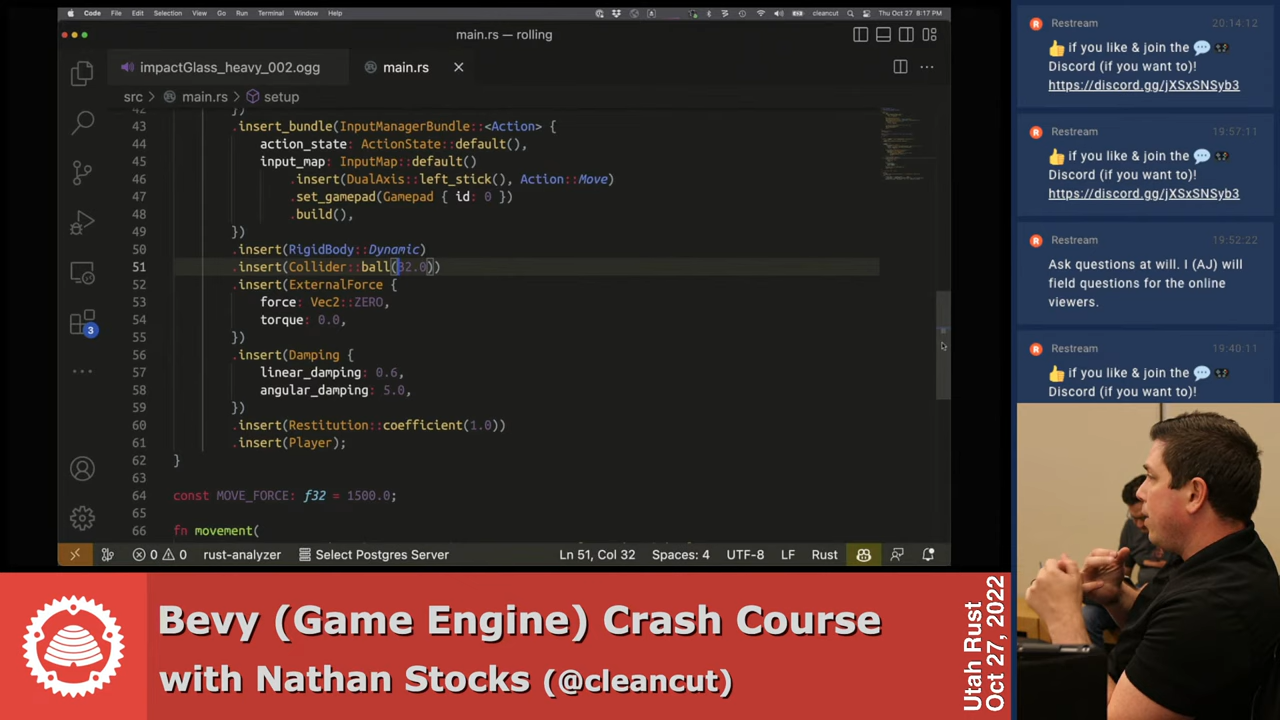 Code File Edit Selection View Go Run Terminal Window Help
cleancut Thu Oct 27 8:17 PM
main.rs — rolling
impactGlass_heavy_002.ogg
main.rs
src > main.rs > setup
42 })
43 .insert_bundle(InputManagerBundle::<Action> {
44 action_state: ActionState::default(),
45 input_map: InputMap::default()
46 .insert(DualAxis::left_stick(), Action::Move)
47 .set_gamepad(Gamepad { id: 0 })
48 .build(),
49 })
50 .insert(RigidBody::Dynamic)
51 .insert(Collider::ball(32.0))
52 .insert(ExternalForce {
53 force: Vec2::ZERO,
54 torque: 0.0,
55 })
56 .insert(Damping {
57 linear_damping: 0.6,
58 angular_damping: 5.0,
59 })
60 .insert(Restitution::coefficient(1.0))
61 .insert(Player);
62 }
63
64 const MOVE_FORCE: f32 = 1500.0;
65
66 fn movement(
3
0 0 rust-analyzer Select Postgres Server Ln 51, Col 32 Spaces: 4 UTF-8 LF Rust
Restream 20:14:12
👍 if you like & join the 💬
Discord (if you want to)!
https://discord.gg/jXSxSNSyb3
Restream 19:57:11
👍 if you like & join the 💬
Discord (if you want to)!
https://discord.gg/jXSxSNSyb3
Restream 19:52:22
Ask questions at will. I (AJ) will
field questions for the online
viewers.
Restream 19:40:11
👍 if you like & join the 💬
Discord (if you want to)!
Bevy (Game Engine) Crash Course
with Nathan Stocks (@cleancut)
Utah Rust
Oct 27, 2022